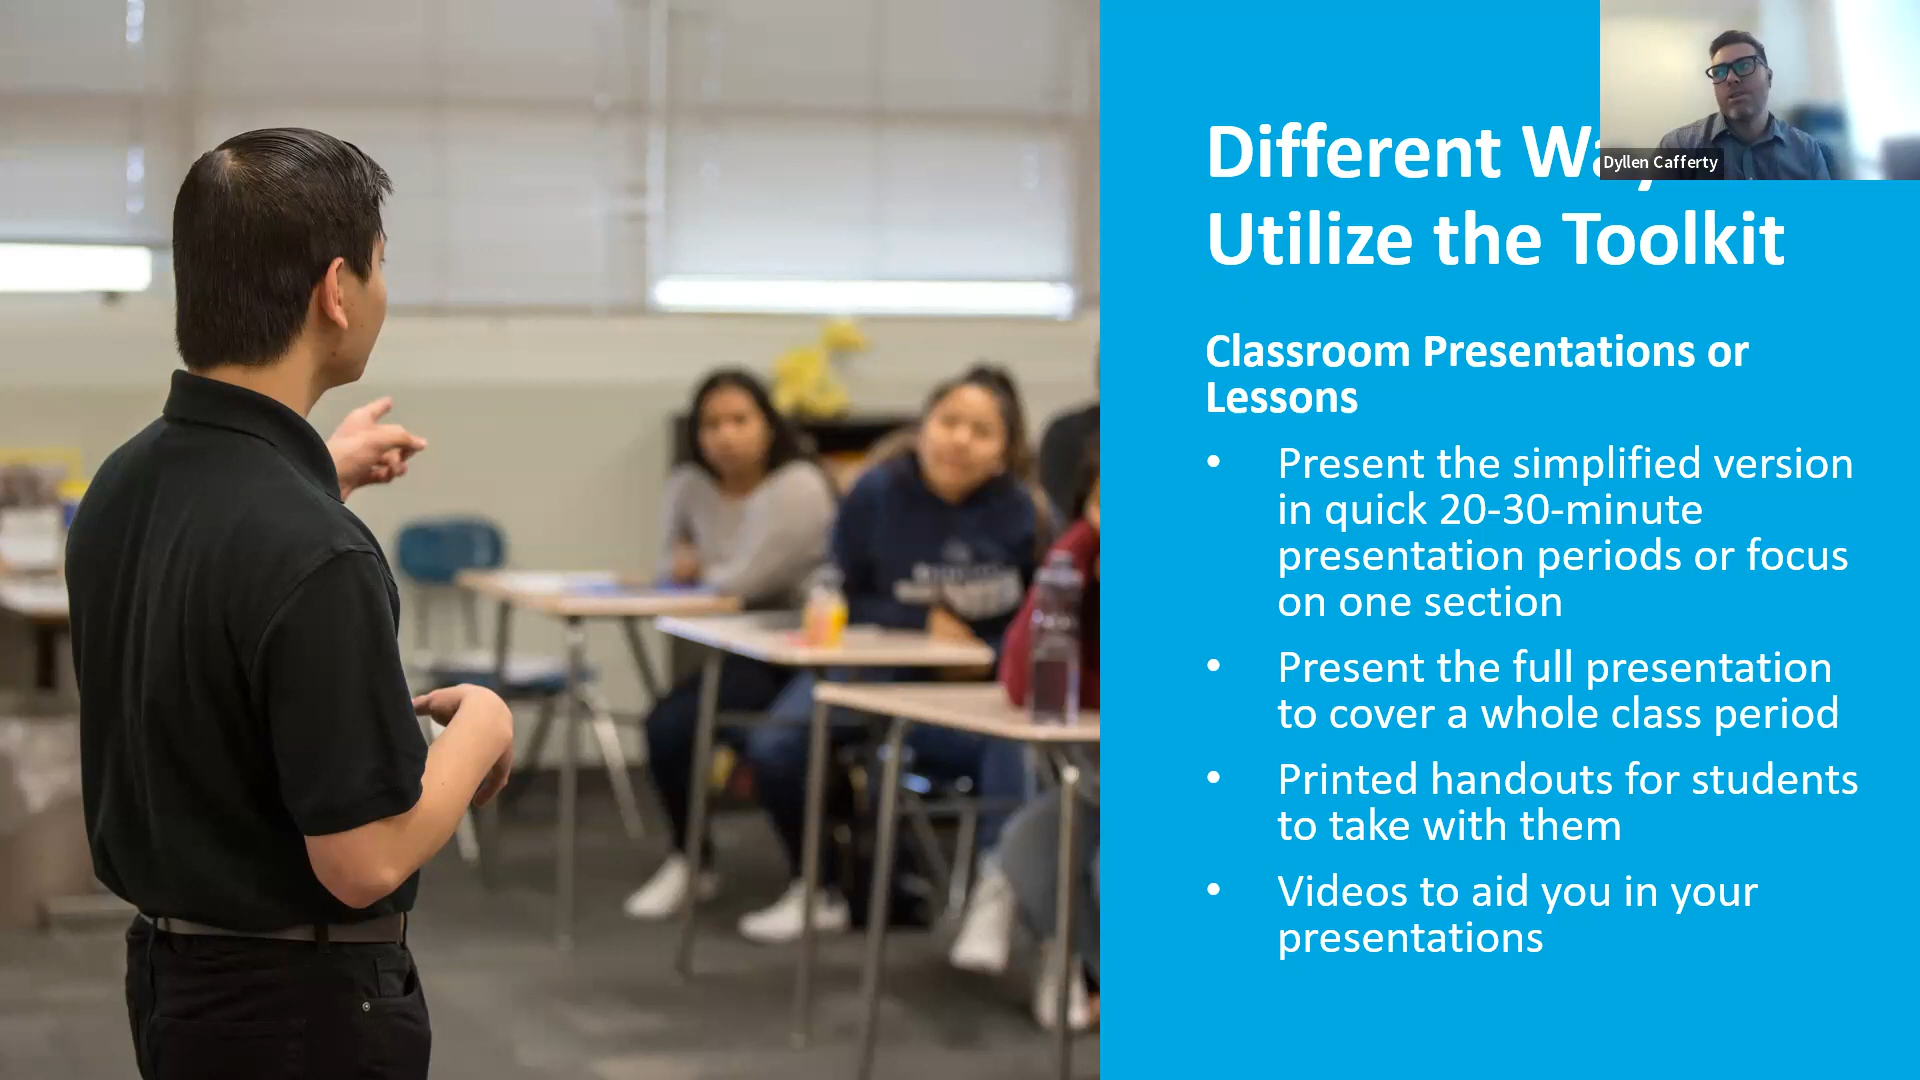 Different Wa
Utilize the Toolkit
Dyllen Cafferty
Classroom Presentations or
Lessons
• Present the simplified version
in quick 20-30-minute
presentation periods or focus
on one section
• Present the full presentation
to cover a whole class period
• Printed handouts for students
to take with them
• Videos to aid you in your
presentations